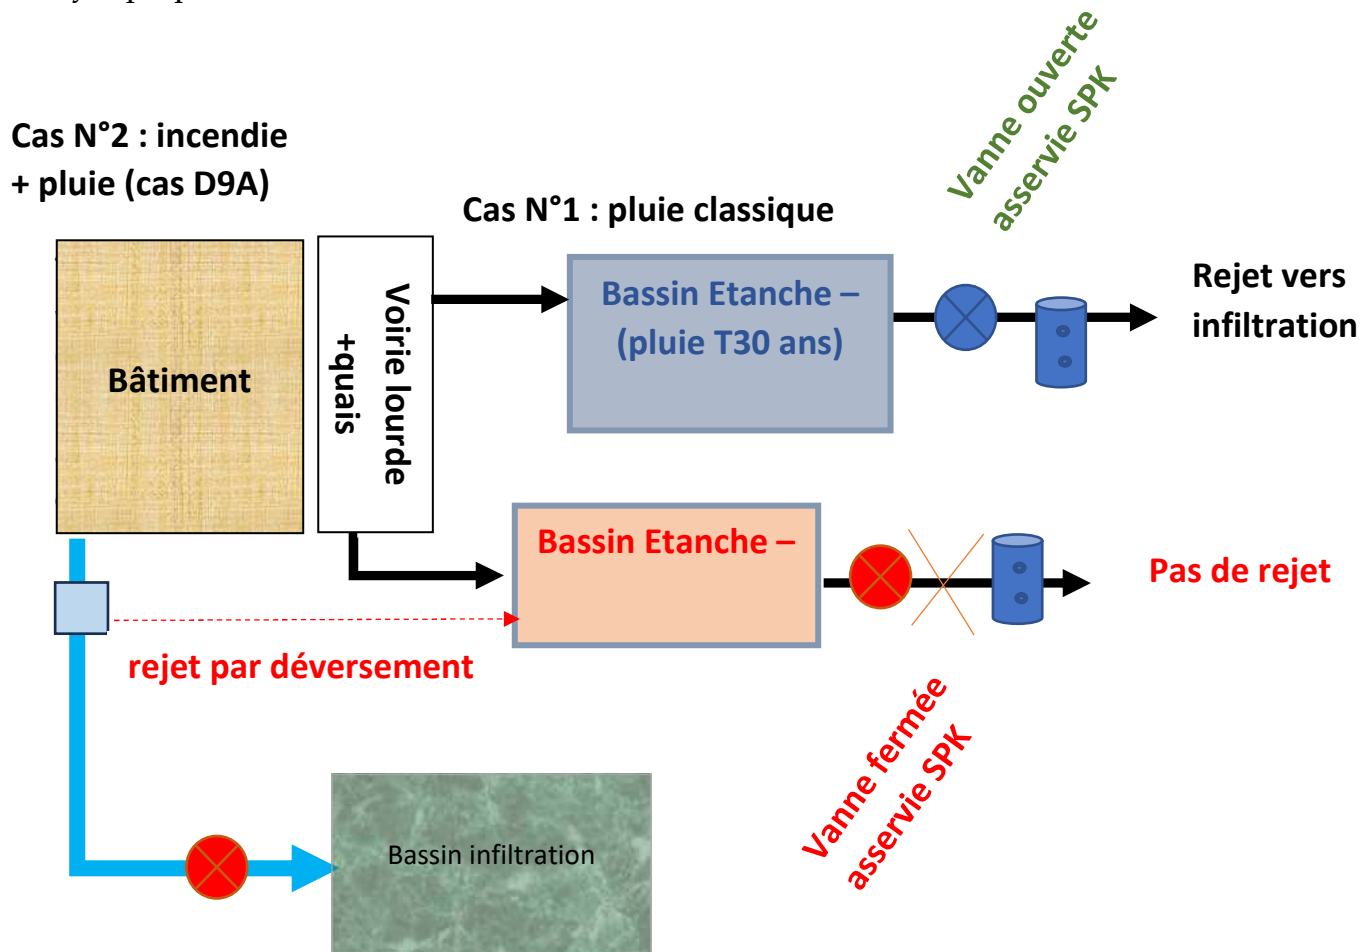 Cas N°2 : incendie
+ pluie (cas D9A)
Cas N°1 : pluie classique
Vanne ouverte
asservie SPK
Bâtiment
Voirie lourde
+quais
Bassin Etanche –
(pluie T30 ans)
Rejet vers
infiltration
Bassin Etanche –
Pas de rejet
rejet par déversement
Vanne fermée
asservie SPK
Bassin infiltration